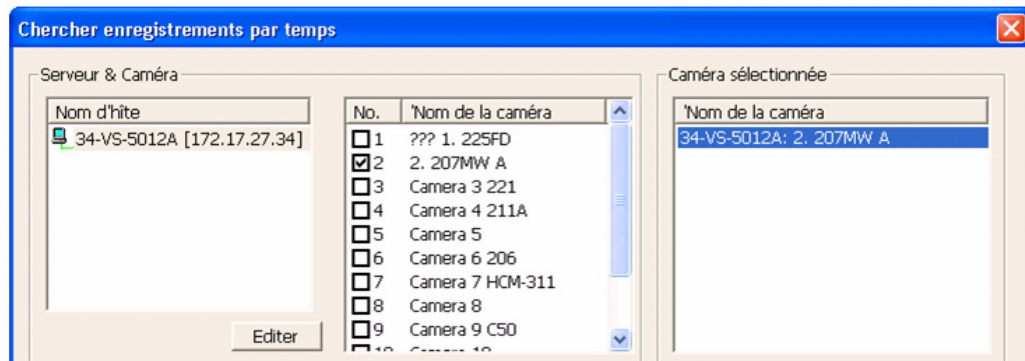 Chercher enregistrements par temps
Serveur & Caméra
Nom d'hîte
34-VS-5012A [172.17.27.34]
Editer
No. 'Nom de la caméra
1 ??? 1. 225FD
2 2. 207MW A
3 Camera 3 221
4 Camera 4 211A
5 Camera 5
6 Camera 6 206
7 Camera 7 HCM-311
8 Camera 8
9 Camera 9 C50
Caméra sélectionnée
'Nom de la caméra
34-VS-5012A: 2. 207MW A